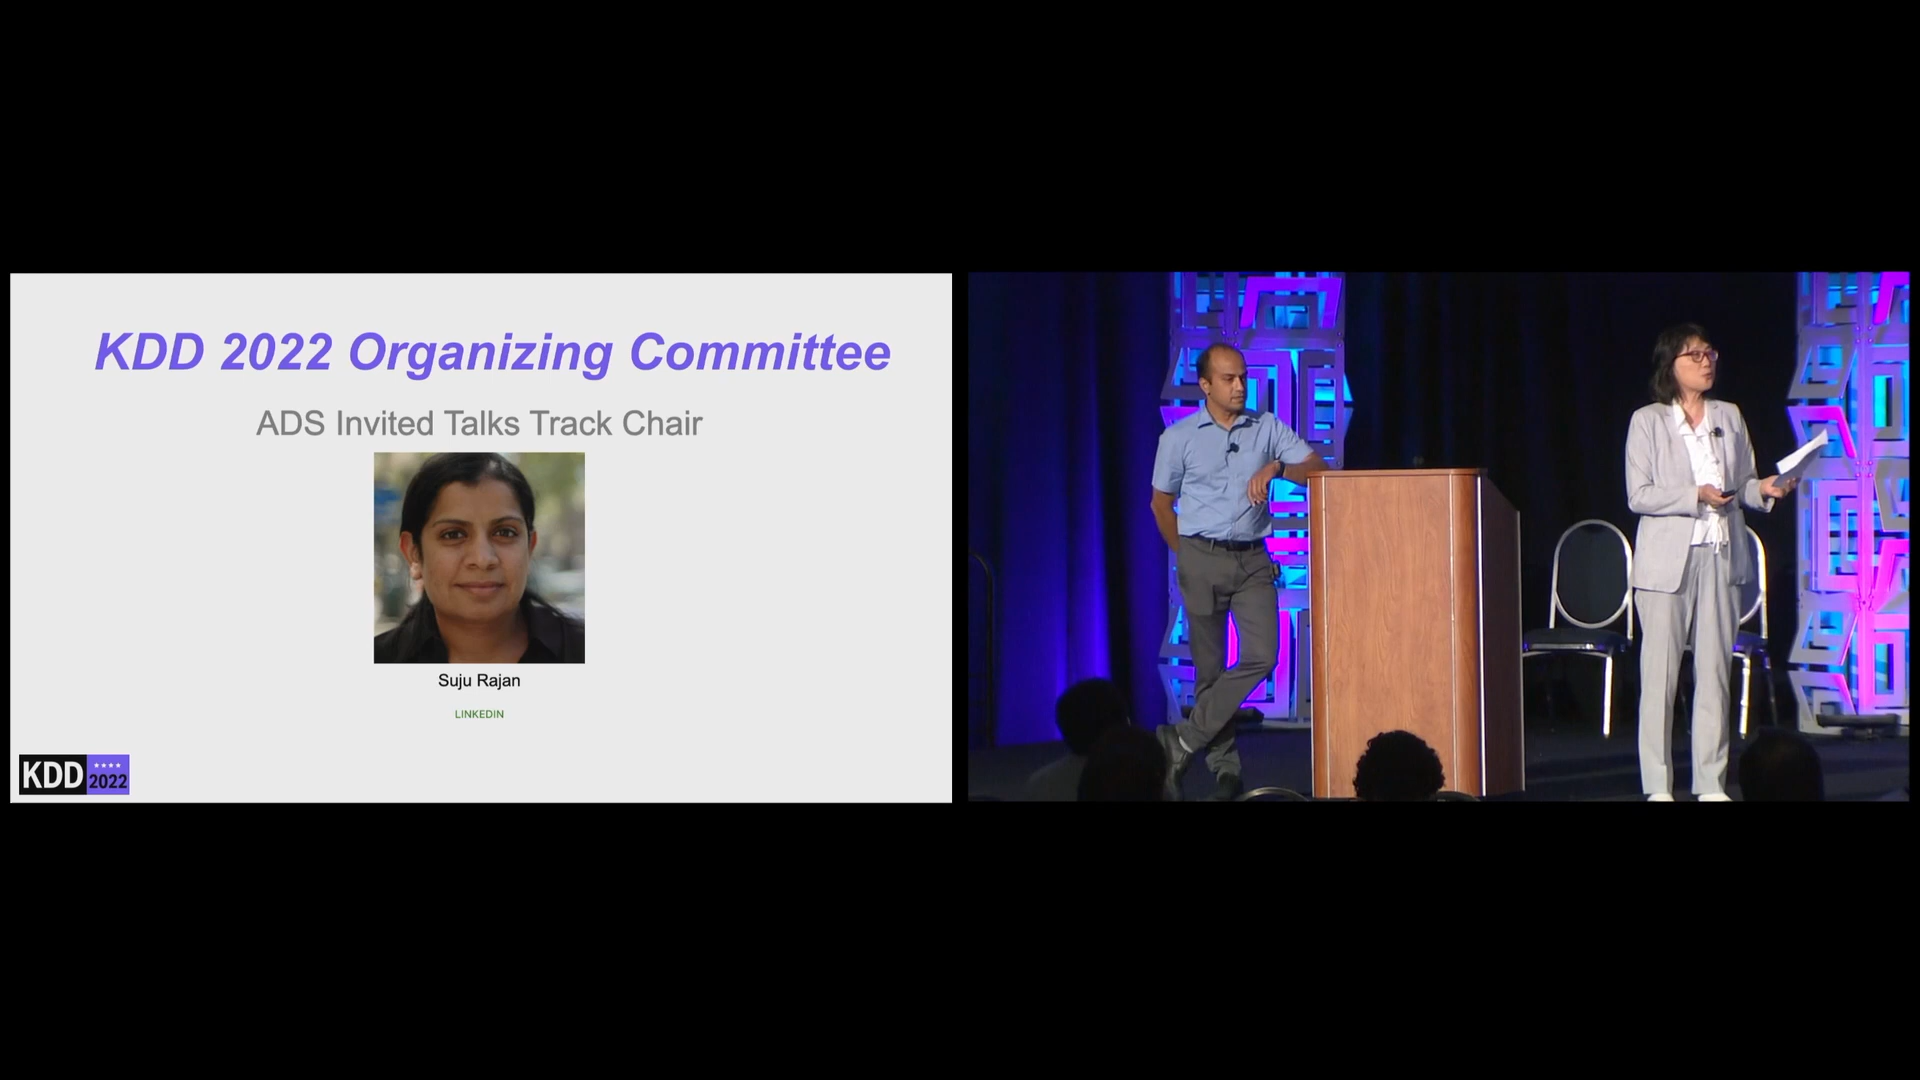 KDD 2022 Organizing Committee
ADS Invited Talks Track Chair
Suju Rajan
LINKEDIN
KDD 2022